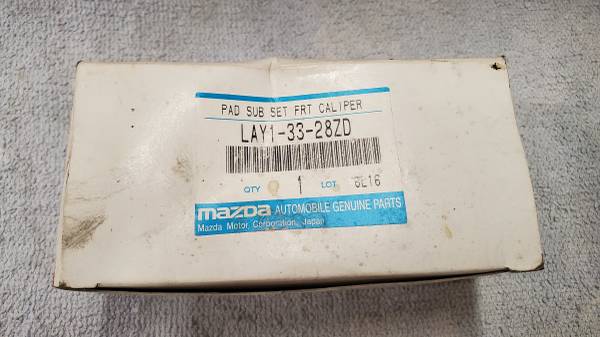 PAD SUB SET FRT CALIPER
LAY1-33-28ZD
QTY 1 LOT 8L16
mazda AUTOMOBILE GENUINE PARTS
Mazda Motor Corporation, Japan